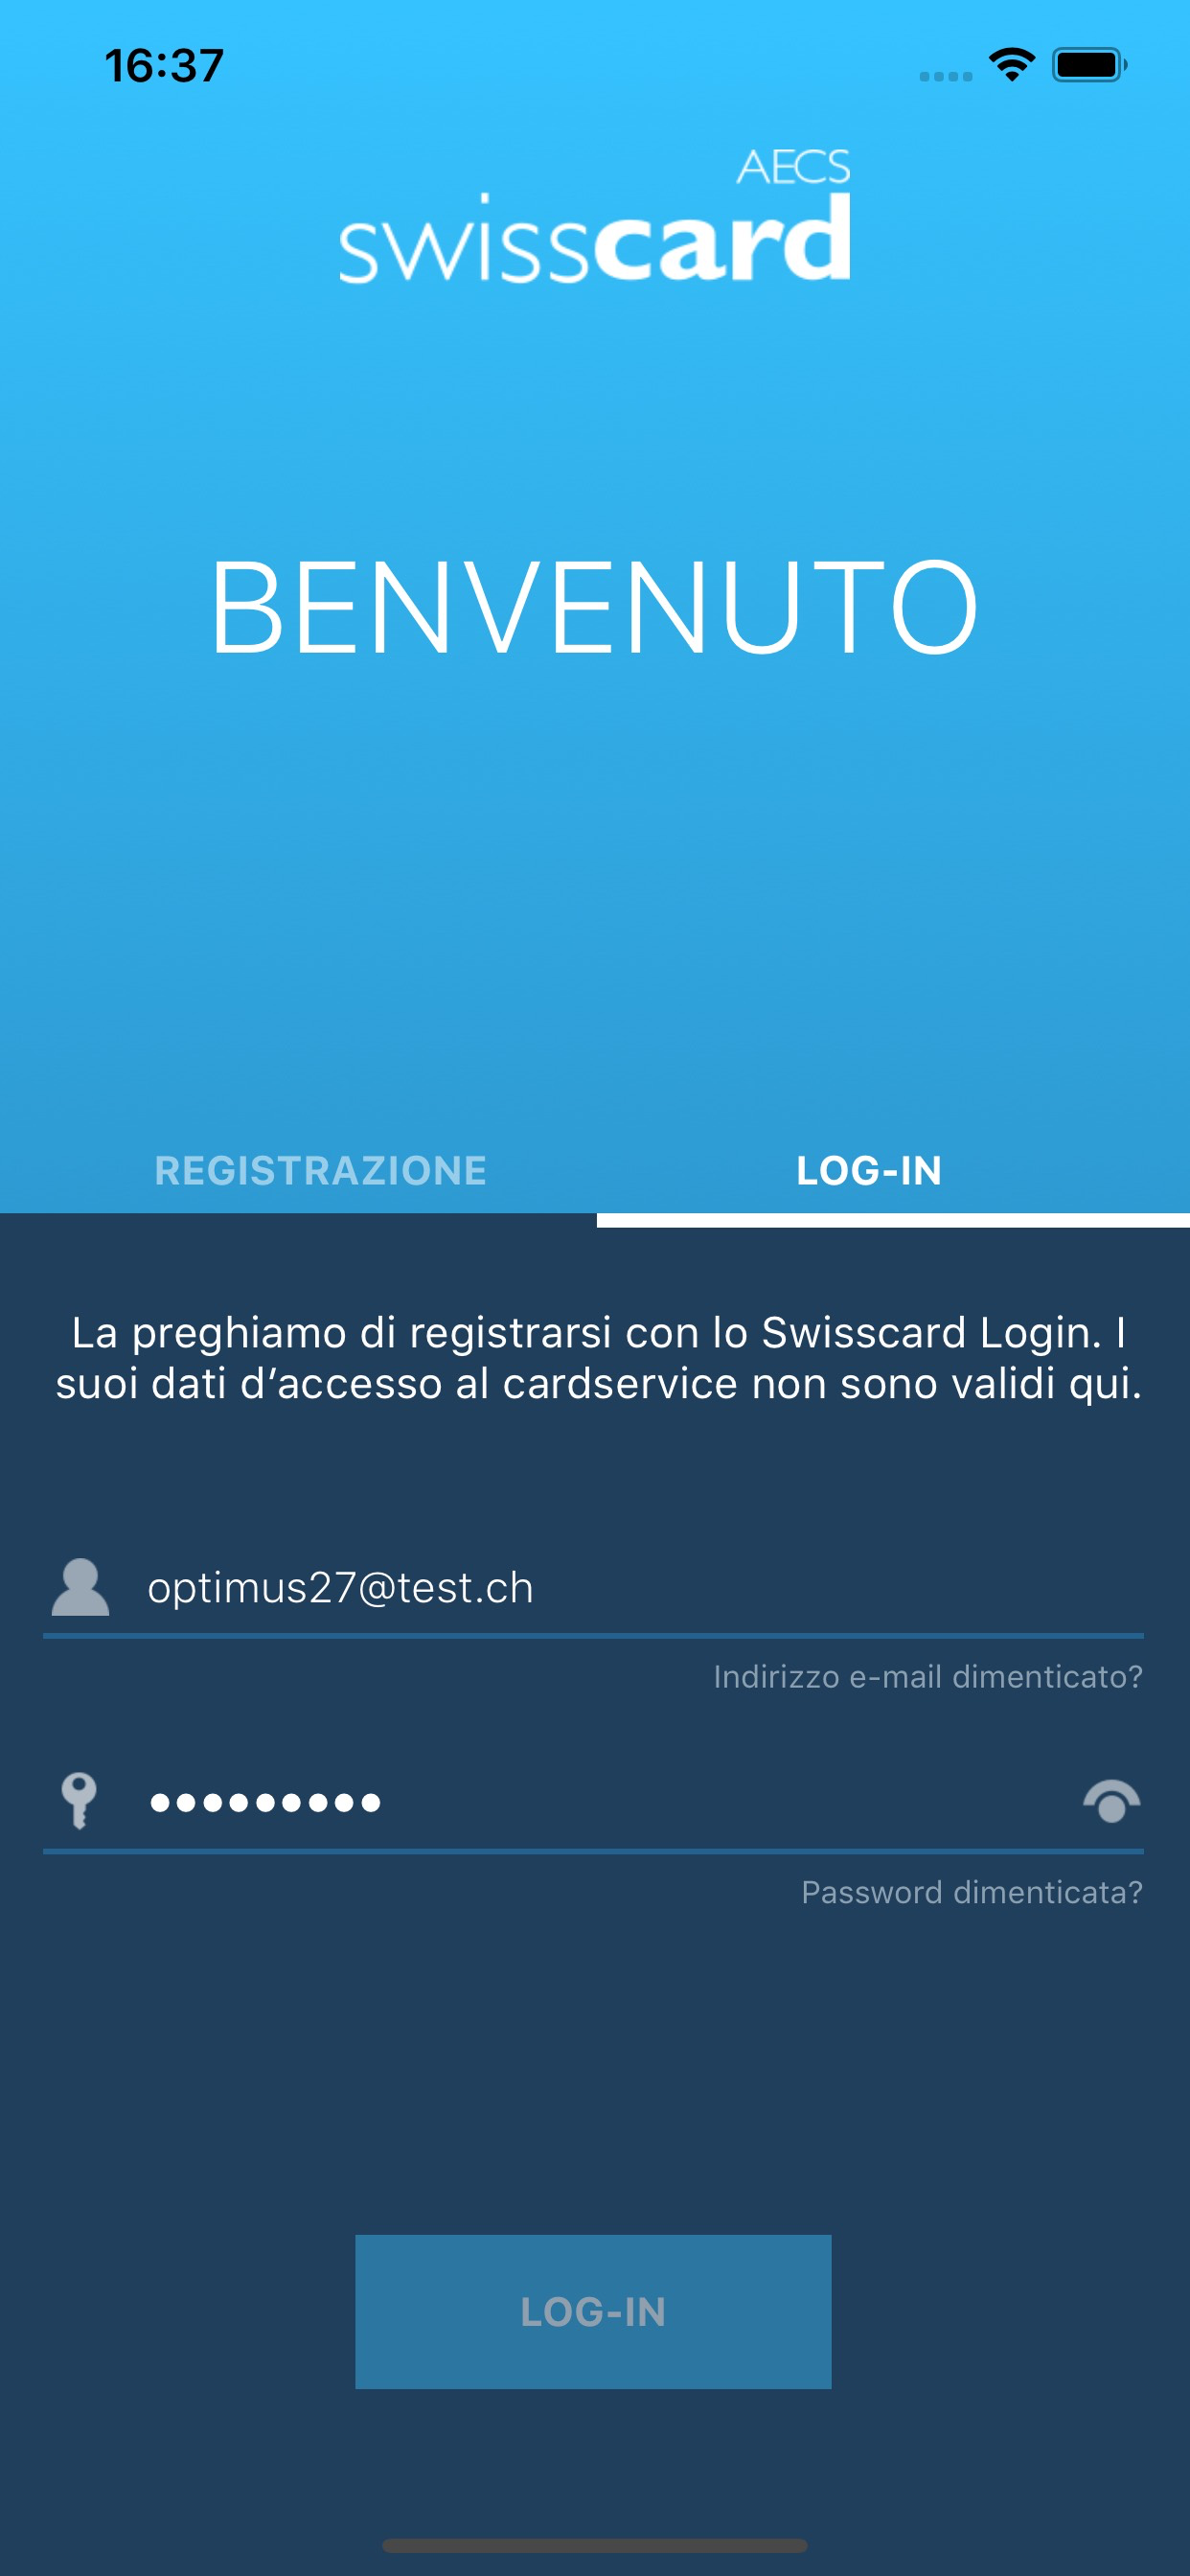 16:37
AECS
swisscard
BENVENUTO
REGISTRAZIONE
LOG-IN
La preghiamo di registrarsi con lo Swisscard Login. I
suoi dati d’accesso al cardservice non sono validi qui.
optimus27@test.ch
Indirizzo e-mail dimenticato?
•••••••••
Password dimenticata?
LOG-IN